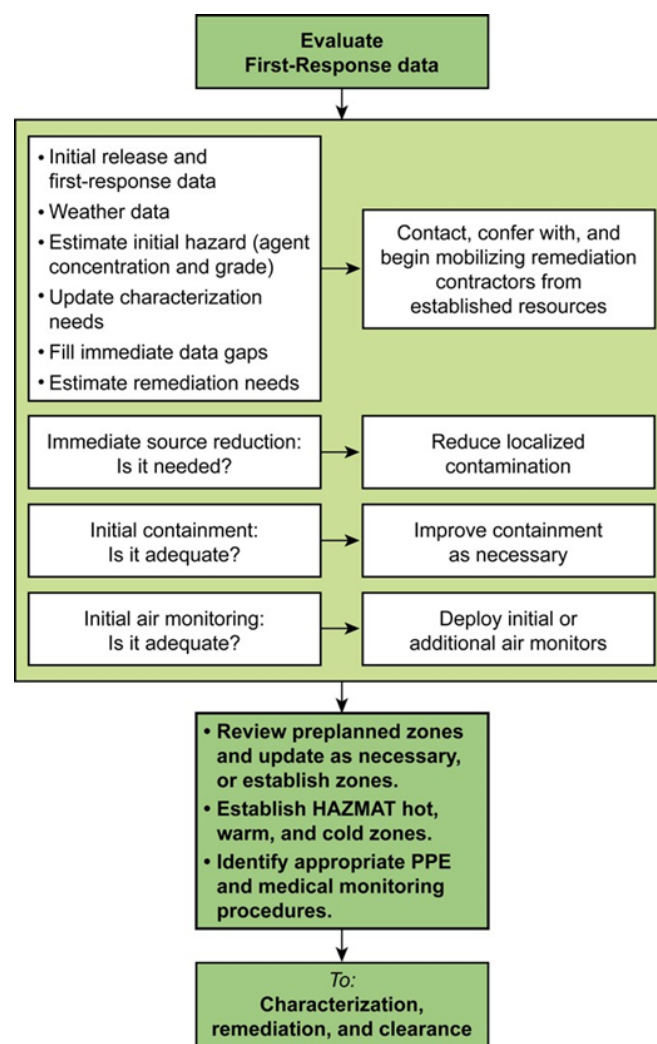 Evaluate
First-Response data
• Initial release and
first-response data
• Weather data
• Estimate initial hazard (agent
concentration and grade)
• Update characterization
needs
• Fill immediate data gaps
• Estimate remediation needs
Contact, confer with, and
begin mobilizing remediation
contractors from
established resources
Immediate source reduction:
Is it needed?
Reduce localized
contamination
Initial containment:
Is it adequate?
Improve containment
as necessary
Initial air monitoring:
Is it adequate?
Deploy initial or
additional air monitors
• Review preplanned zones
and update as necessary,
or establish zones.
• Establish HAZMAT hot,
warm, and cold zones.
• Identify appropriate PPE
and medical monitoring
procedures.
To:
Characterization,
remediation, and clearance